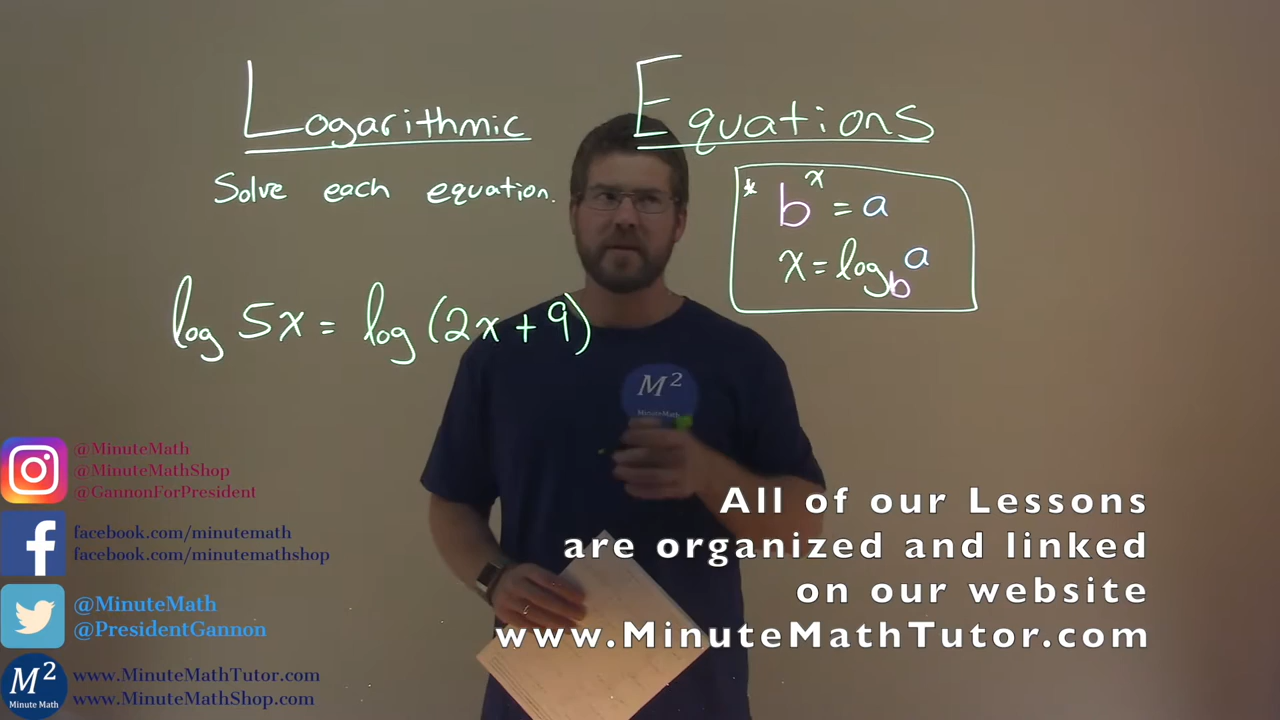 Logarithmic Equations
Solve each equation.
* bˣ = a
x = log_b a
log 5x = log (2x + 9)
M²
MinuteMath
@MinuteMath
@MinuteMathShop
@GannonForPresident
facebook.com/minutemath
facebook.com/minutemathshop
@MinuteMath
@PresidentGannon
M²
Minute Math
www.MinuteMathTutor.com
www.MinuteMathShop.com
All of our Lessons
are organized and linked
on our website
www.MinuteMathTutor.com